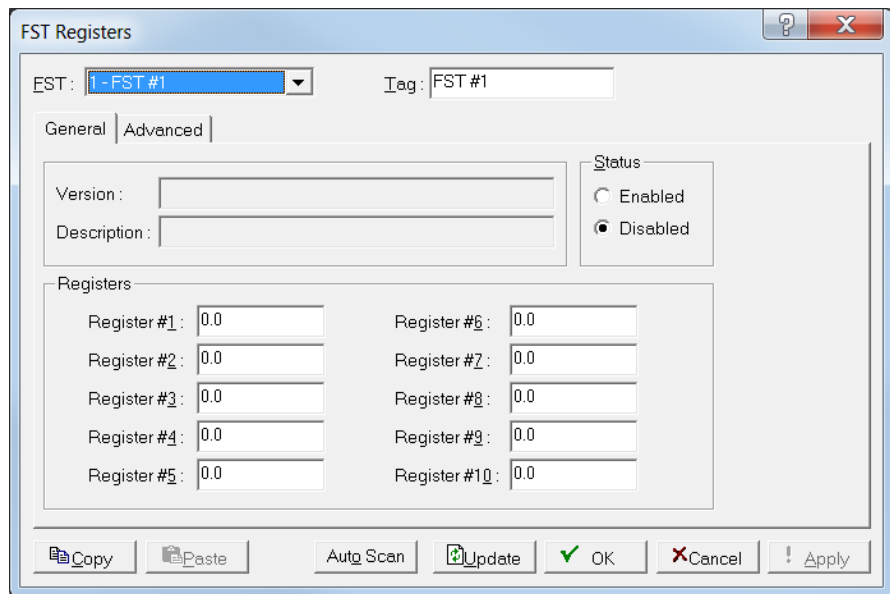 FST Registers
FST : 1 - FST #1 Tag : FST #1
General Advanced
Version :
Description :
Status
Enabled
Disabled
Registers
Register #1 : 0.0 Register #6 : 0.0
Register #2 : 0.0 Register #7 : 0.0
Register #3 : 0.0 Register #8 : 0.0
Register #4 : 0.0 Register #9 : 0.0
Register #5 : 0.0 Register #10 : 0.0
Copy Paste Auto Scan Update OK Cancel ! Apply